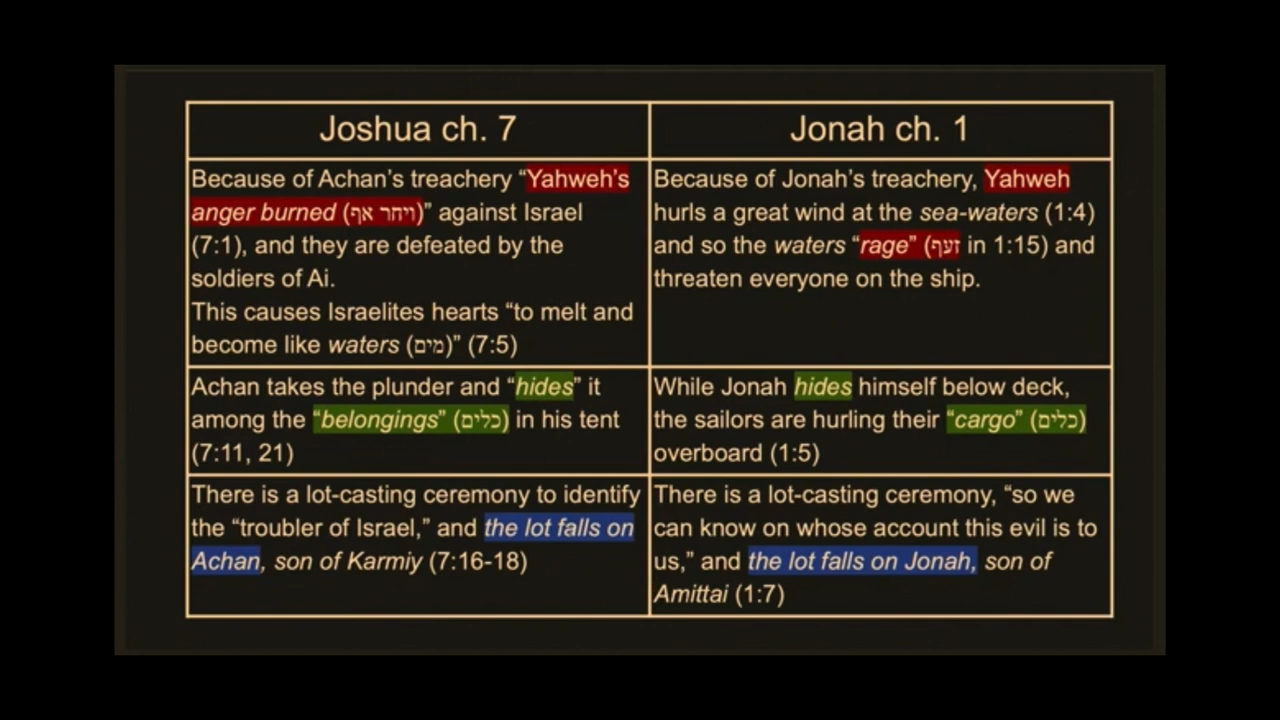 Joshua ch. 7
Jonah ch. 1
Because of Achan’s treachery “Yahweh’s
anger burned (ויחר אף)” against Israel
(7:1), and they are defeated by the
soldiers of Ai.
This causes Israelites hearts “to melt and
become like waters (מים)” (7:5)
Because of Jonah’s treachery, Yahweh
hurls a great wind at the sea-waters (1:4)
and so the waters “rage” (זעף in 1:15) and
threaten everyone on the ship.
Achan takes the plunder and “hides” it
among the “belongings” (כלים) in his tent
(7:11, 21)
While Jonah hides himself below deck,
the sailors are hurling their “cargo” (כלים)
overboard (1:5)
There is a lot-casting ceremony to identify
the “troubler of Israel,” and the lot falls on
Achan, son of Karmiy (7:16-18)
There is a lot-casting ceremony, “so we
can know on whose account this evil is to
us,” and the lot falls on Jonah, son of
Amittai (1:7)